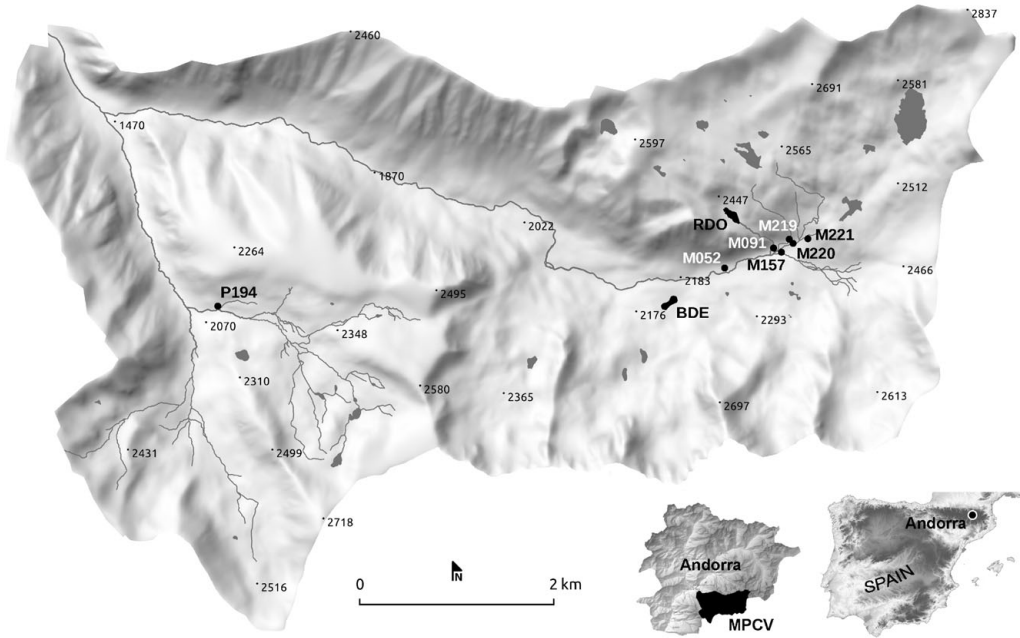 2837
2460
2691
2581
1470
2597
2565
1870
2512
2447
RDO
2022
M219
M221
M091
M220
2264
M052
M157
2466
2183
P194
2495
2176
BDE
2293
2070
2348
2310
2580
2365
2613
2697
2431
2499
2718
Andorra
Andorra
SPAIN
2516
0
N
2 km
MPCV